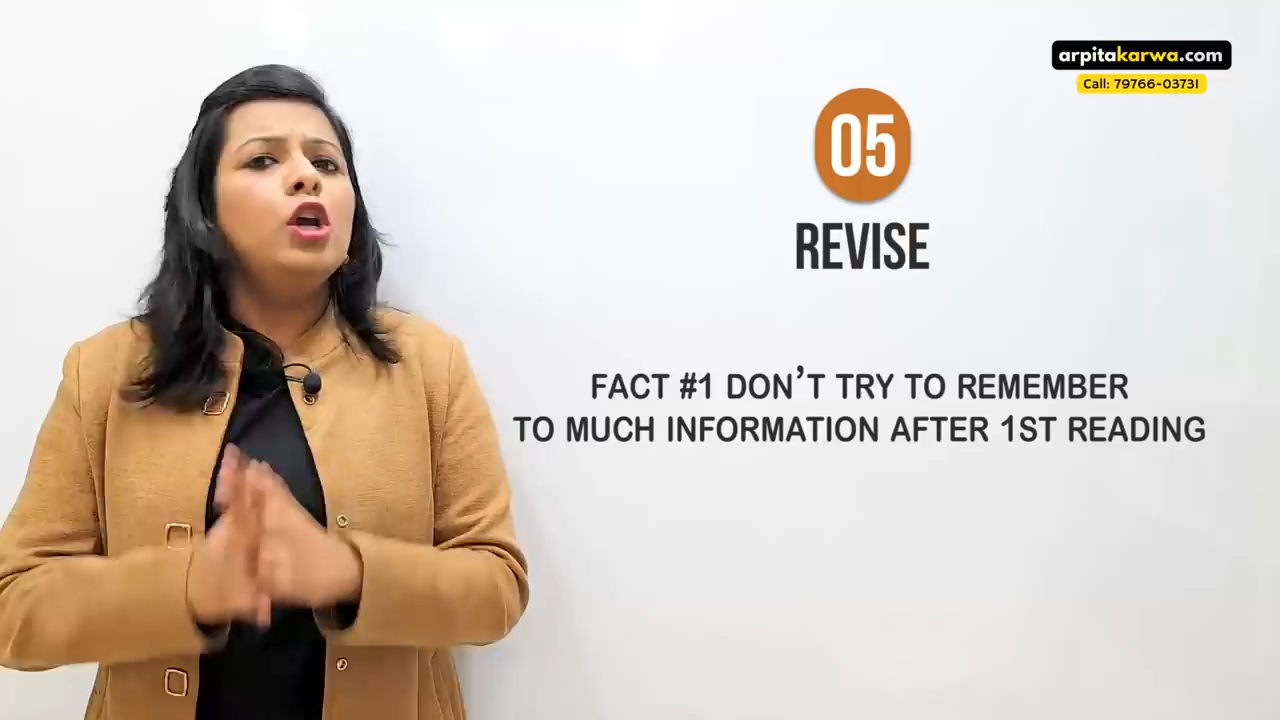 arpitakarwa.com
Call: 79766-03731
05
REVISE
FACT #1 DON’T TRY TO REMEMBER
TO MUCH INFORMATION AFTER 1ST READING